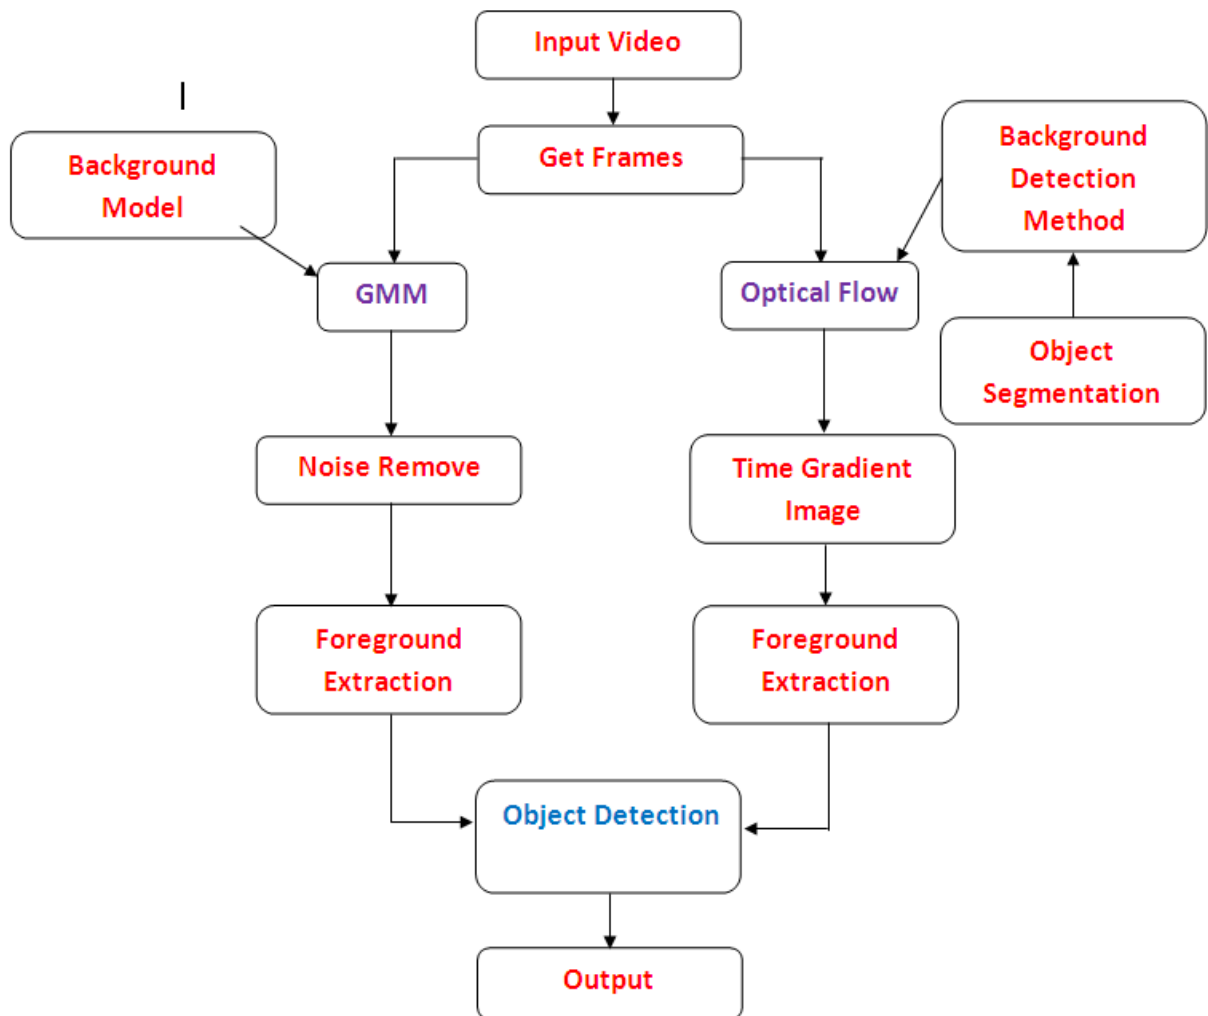 Input Video
Get Frames
Background
Model
Background
Detection
Method
GMM
Optical Flow
Object
Segmentation
Noise Remove
Time Gradient
Image
Foreground
Extraction
Foreground
Extraction
Object Detection
Output